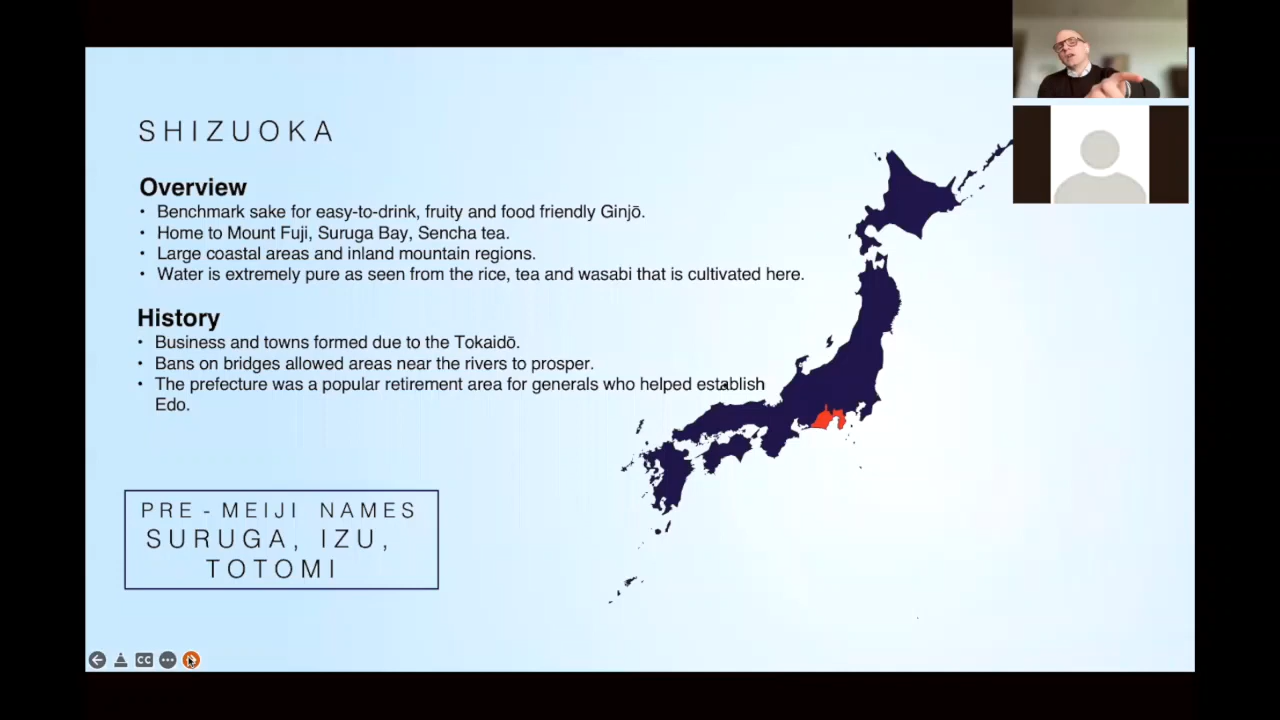 SHIZUOKA
Overview
• Benchmark sake for easy-to-drink, fruity and food friendly Ginjō.
• Home to Mount Fuji, Suruga Bay, Sencha tea.
• Large coastal areas and inland mountain regions.
• Water is extremely pure as seen from the rice, tea and wasabi that is cultivated here.
History
• Business and towns formed due to the Tokaidō.
• Bans on bridges allowed areas near the rivers to prosper.
• The prefecture was a popular retirement area for generals who helped establish
Edo.
PRE-MEIJI NAMES
SURUGA, IZU,
TOTOMI
CC